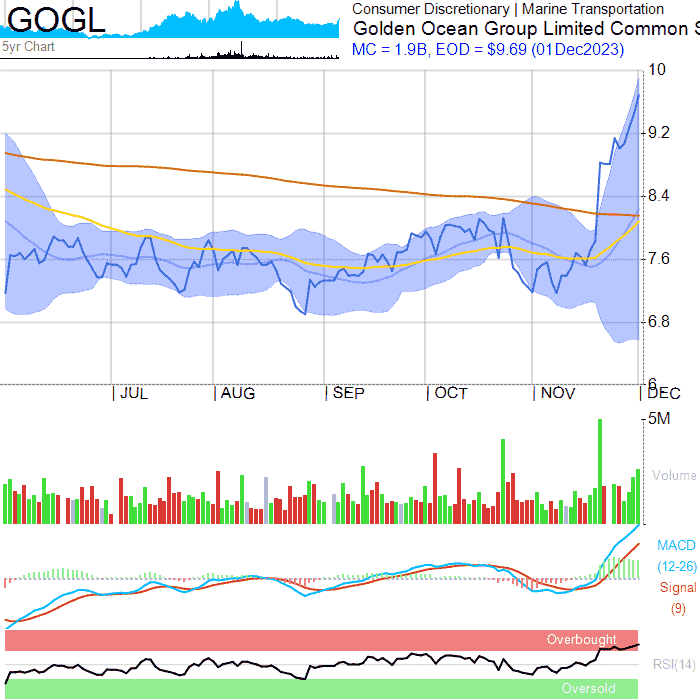 GOGL
5yr Chart
Consumer Discretionary | Marine Transportation
Golden Ocean Group Limited Common S
MC = 1.9B, EOD = $9.69 (01Dec2023)
10
9.2
8.4
7.6
6.8
6
JUL
AUG
SEP
OCT
NOV
DEC
5M
Volume
MACD
(12-26)
Signal
(9)
Overbought
RSI(14)
Oversold